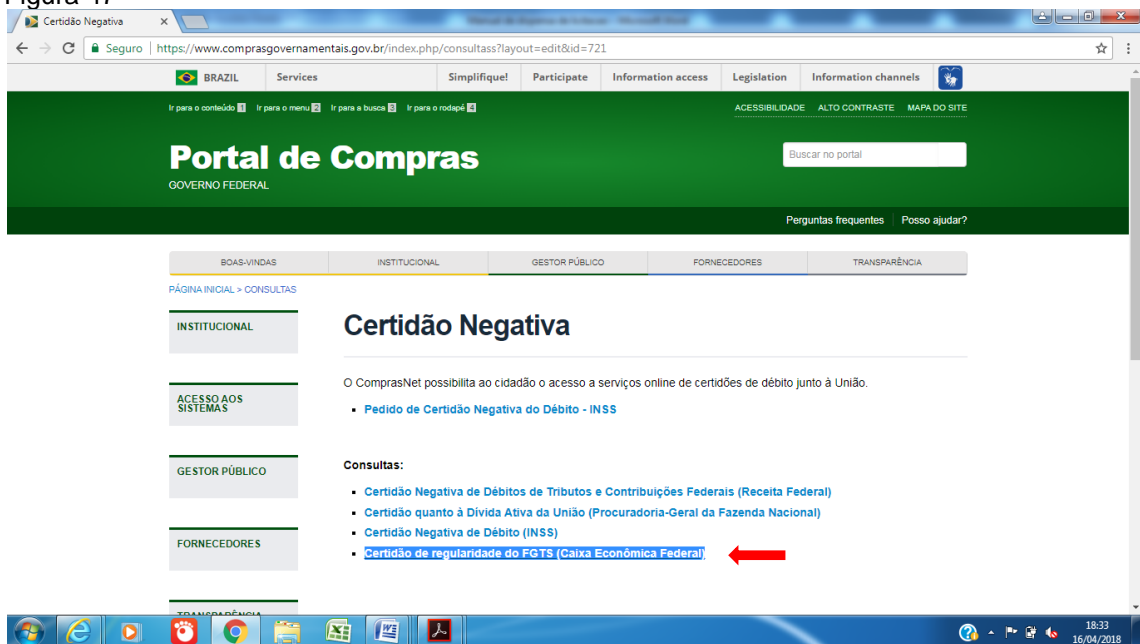 Certidão Negativa
Seguro https://www.comprasgovernamentais.gov.br/index.php/consultass?layout=edit&id=721
BRAZIL Services Simplifique! Participate Information access Legislation Information channels
Ir para o conteúdo 1 Ir para o menu 2 Ir para a busca 3 Ir para o rodapé 4 ACESSIBILIDADE ALTO CONTRASTE MAPA DO SITE
Portal de Compras
Buscar no portal
GOVERNO FEDERAL
Perguntas frequentes Posso ajudar?
BOAS-VINDAS INSTITUCIONAL GESTOR PÚBLICO FORNECEDORES TRANSPARÊNCIA
PÁGINA INICIAL > CONSULTAS
INSTITUCIONAL
ACESSO AOS
SISTEMAS
GESTOR PÚBLICO
FORNECEDORES
TRANSPARÊNCIA
Certidão Negativa
O ComprasNet possibilita ao cidadão o acesso a serviços online de certidões de débito junto à União.
Pedido de Certidão Negativa do Débito - INSS
Consultas:
Certidão Negativa de Débitos de Tributos e Contribuições Federais (Receita Federal)
Certidão quanto à Dívida Ativa da União (Procuradoria-Geral da Fazenda Nacional)
Certidão Negativa de Débito (INSS)
Certidão de regularidade do FGTS (Caixa Econômica Federal)
18:33
16/04/2018